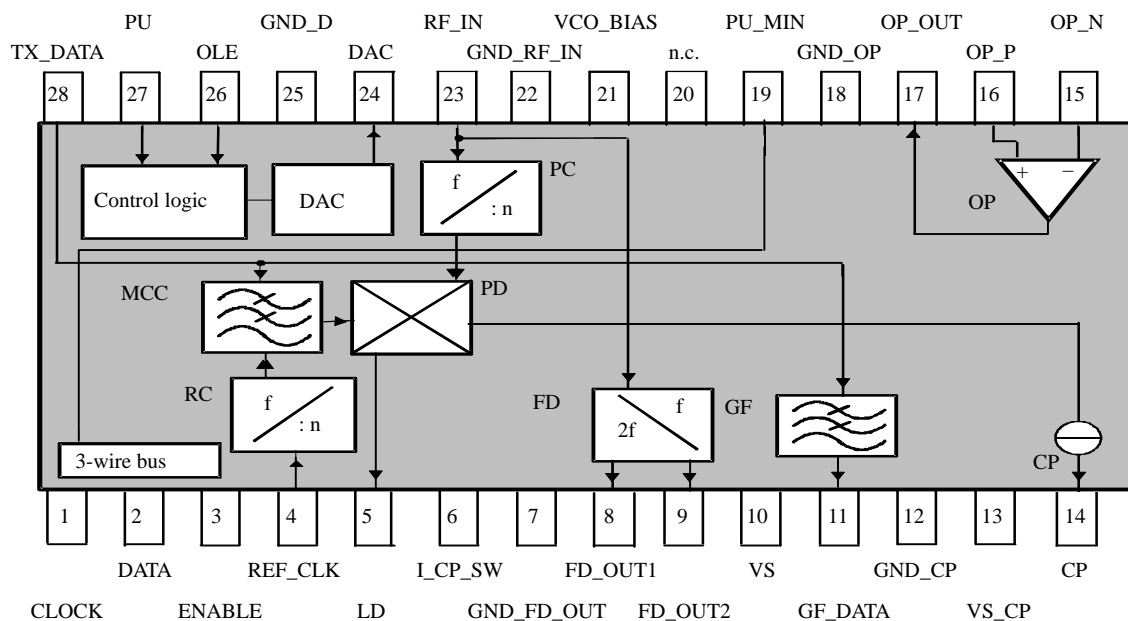 PU GND_D RF_IN VCO_BIAS PU_MIN OP_OUT OP_N
TX_DATA OLE DAC GND_RF_IN n.c. GND_OP OP_P
28 27 26 25 24 23 22 21 20 19 18 17 16 15
Control logic DAC f : n PC + − OP
MCC PD
RC f : n FD 2f f GF
3-wire bus CP
1 2 3 4 5 6 7 8 9 10 11 12 13 14
DATA REF_CLK I_CP_SW FD_OUT1 VS GND_CP CP
CLOCK ENABLE LD GND_FD_OUT FD_OUT2 GF_DATA VS_CP